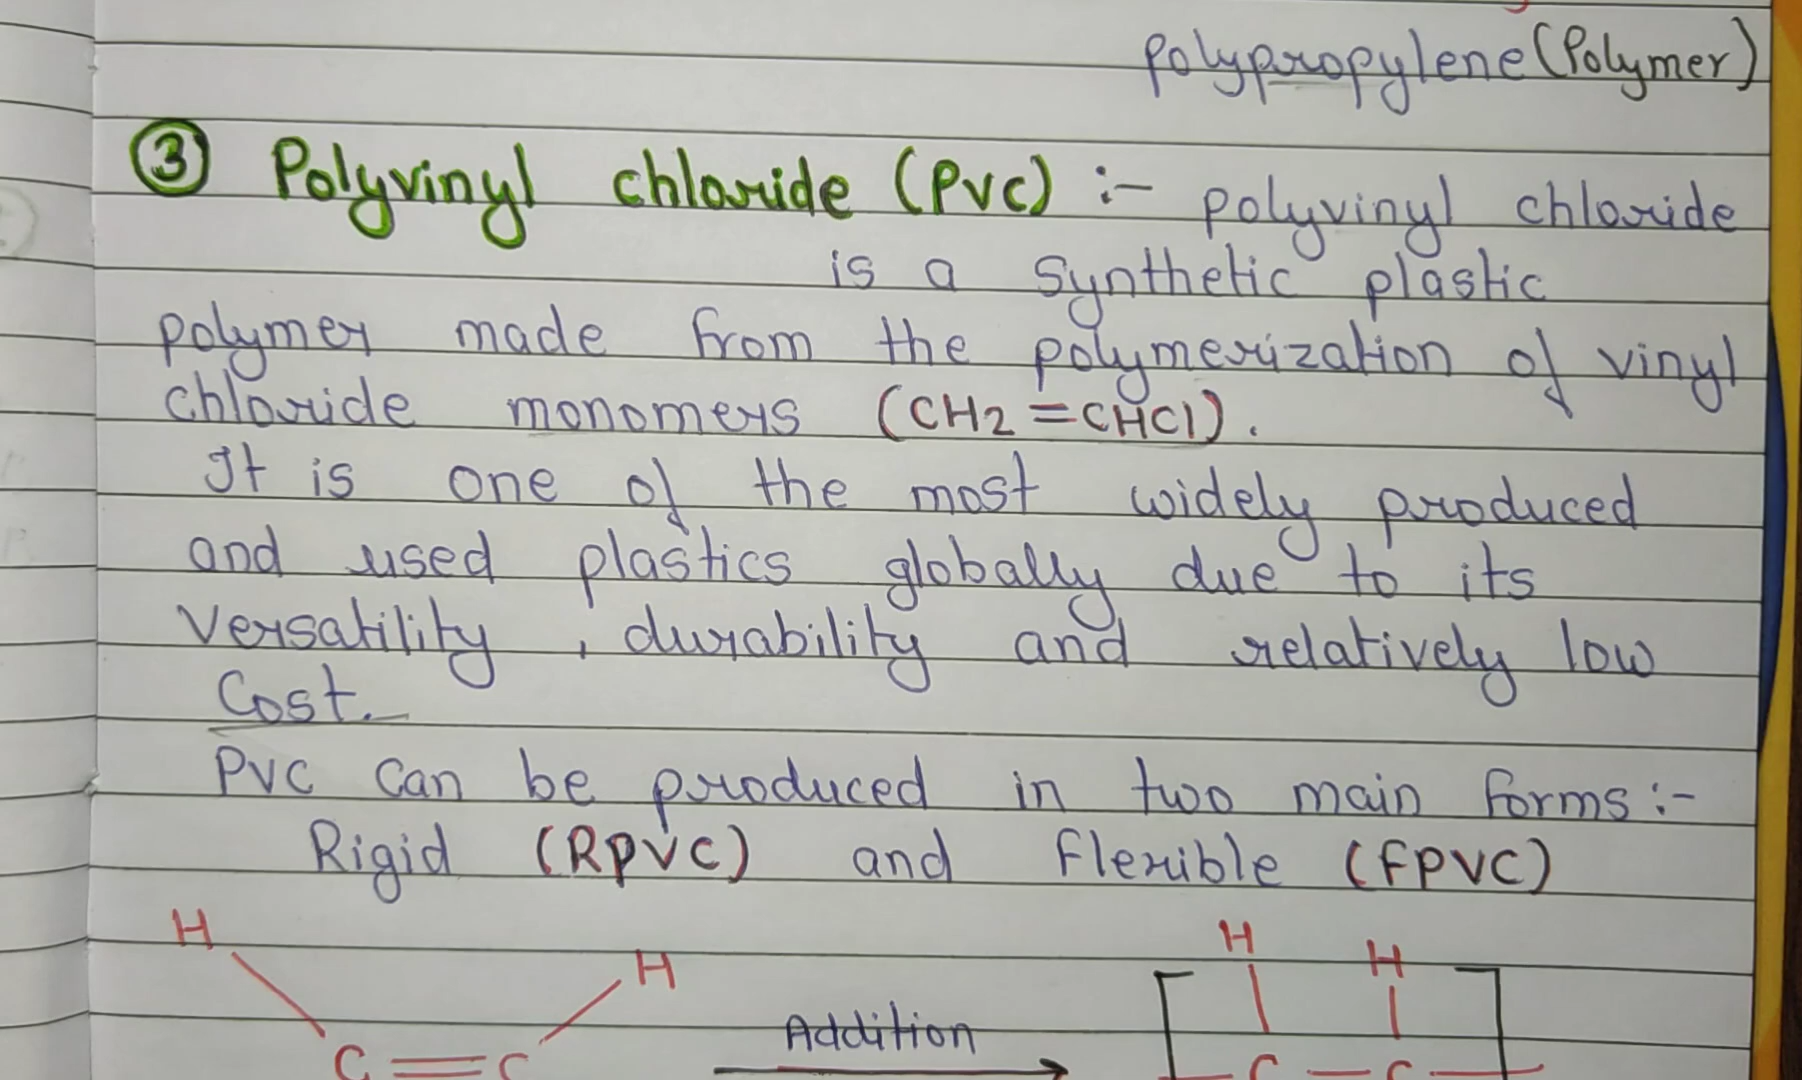 polypropylene (Polymer)
③ Polyvinyl chloride (PVC) :- polyvinyl chloride
is a synthetic plastic
polymer made from the polymerization of vinyl
chloride monomers (CH2=CHCl).
It is one of the most widely produced
and used plastics globally due to its
versatility, durability and relatively low
Cost.
PVC can be produced in two main forms:-
Rigid (RPVC) and Flexible (FPVC)
H H H H
Addition
C=C C-C